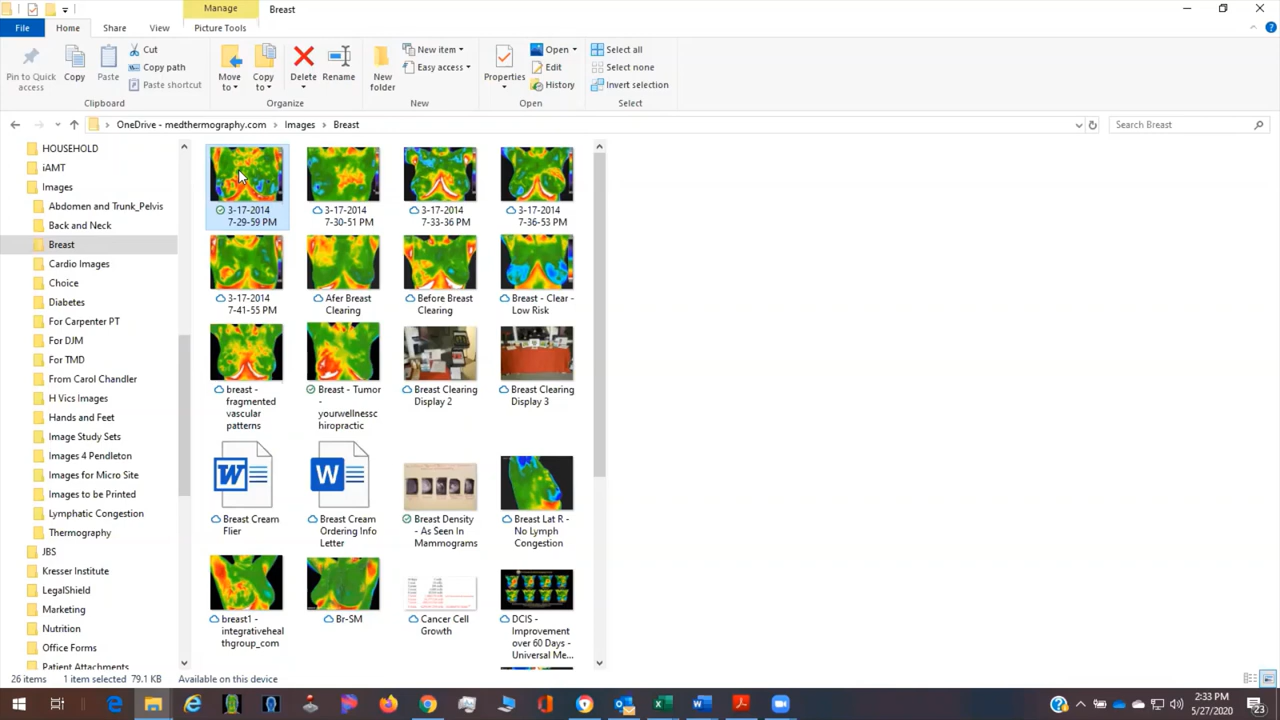 Manage
Breast
File
Home
Share
View
Picture Tools
Pin to Quick
access
Copy
Paste
Cut
Copy path
Paste shortcut
Clipboard
Move
to
Copy
to
Delete
Rename
Organize
New
folder
New item
Easy access
New
Properties
Open
Edit
History
Open
Select all
Select none
Invert selection
Select
OneDrive - medthermography.com
Images
Breast
Search Breast
HOUSEHOLD
iAMT
Images
Abdomen and Trunk_Pelvis
Back and Neck
Breast
Cardio Images
Choice
Diabetes
For Carpenter PT
For DJM
For TMD
From Carol Chandler
H Vics Images
Hands and Feet
Image Study Sets
Images 4 Pendleton
Images for Micro Site
Images to be Printed
Lymphatic Congestion
Thermography
JBS
Kresser Institute
LegalShield
Marketing
Nutrition
Office Forms
Patient Attachments
3-17-2014
7-29-59 PM
3-17-2014
7-30-51 PM
3-17-2014
7-33-36 PM
3-17-2014
7-36-53 PM
3-17-2014
7-41-55 PM
Afer Breast
Clearing
Before Breast
Clearing
Breast - Clear -
Low Risk
breast -
fragmented
vascular
patterns
Breast - Tumor
-
yourwellnessc
hiropractic
Breast Clearing
Display 2
Breast Clearing
Display 3
Breast Cream
Flier
Breast Cream
Ordering Info
Letter
Breast Density
- As Seen In
Mammograms
Breast Lat R -
No Lymph
Congestion
breast1 -
integrativehealt
hgroup_com
Br-SM
Cancer Cell
Growth
DCIS -
Improvement
over 60 Days -
Universal Me...
26 items
1 item selected 79.1 KB
Available on this device
2:33 PM
5/27/2020
23